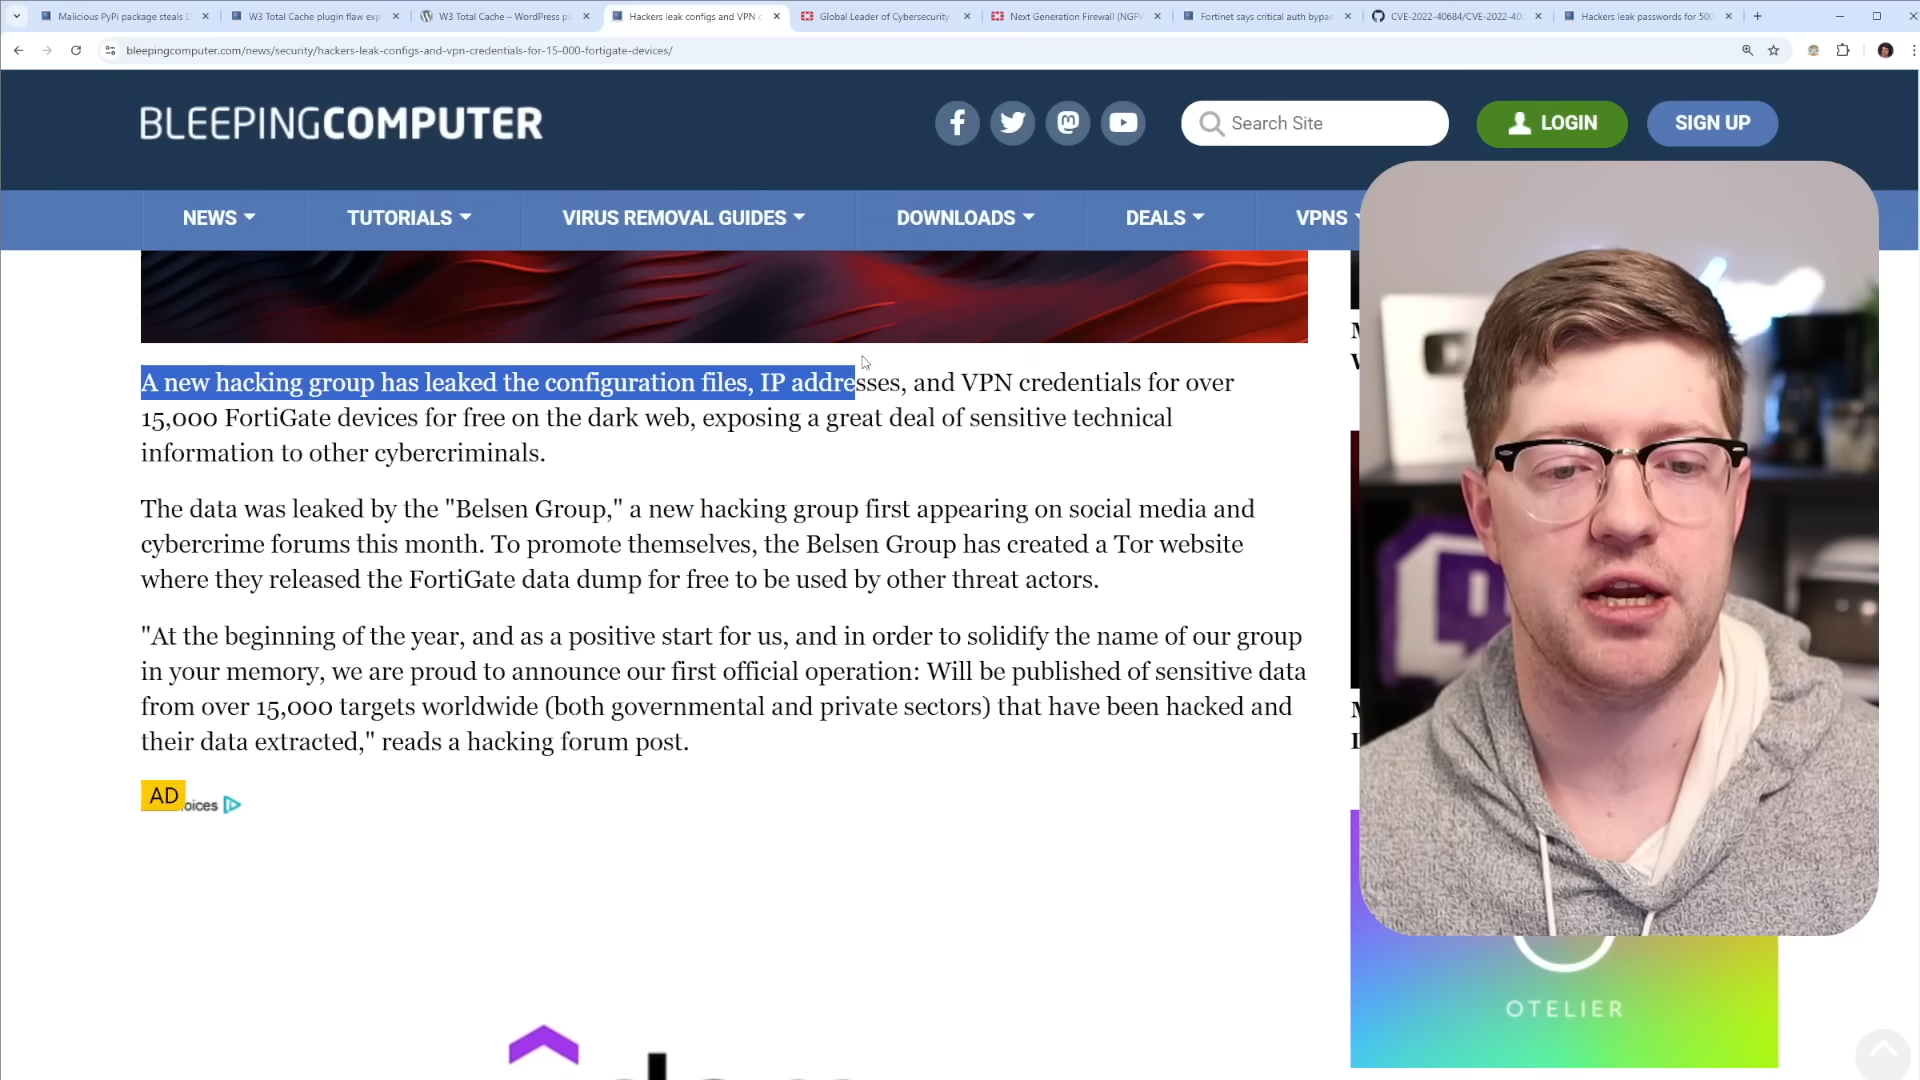 Malicious PyPi package steals D
W3 Total Cache plugin flaw exp
W3 Total Cache – WordPress pl
Hackers leak configs and VPN c
Global Leader of Cybersecurity
Next Generation Firewall (NGFW
Fortinet says critical auth bypas
CVE-2022-40684/CVE-2022-40
Hackers leak passwords for 500
bleepingcomputer.com/news/security/hackers-leak-configs-and-vpn-credentials-for-15-000-fortigate-devices/
BLEEPINGCOMPUTER
Search Site
LOGIN
SIGN UP
NEWS
TUTORIALS
VIRUS REMOVAL GUIDES
DOWNLOADS
DEALS
VPNS
A new hacking group has leaked the configuration files, IP addresses, and VPN credentials for over
15,000 FortiGate devices for free on the dark web, exposing a great deal of sensitive technical
information to other cybercriminals.
The data was leaked by the "Belsen Group," a new hacking group first appearing on social media and
cybercrime forums this month. To promote themselves, the Belsen Group has created a Tor website
where they released the FortiGate data dump for free to be used by other threat actors.
"At the beginning of the year, and as a positive start for us, and in order to solidify the name of our group
in your memory, we are proud to announce our first official operation: Will be published of sensitive data
from over 15,000 targets worldwide (both governmental and private sectors) that have been hacked and
their data extracted," reads a hacking forum post.
AD
oices
OTELIER